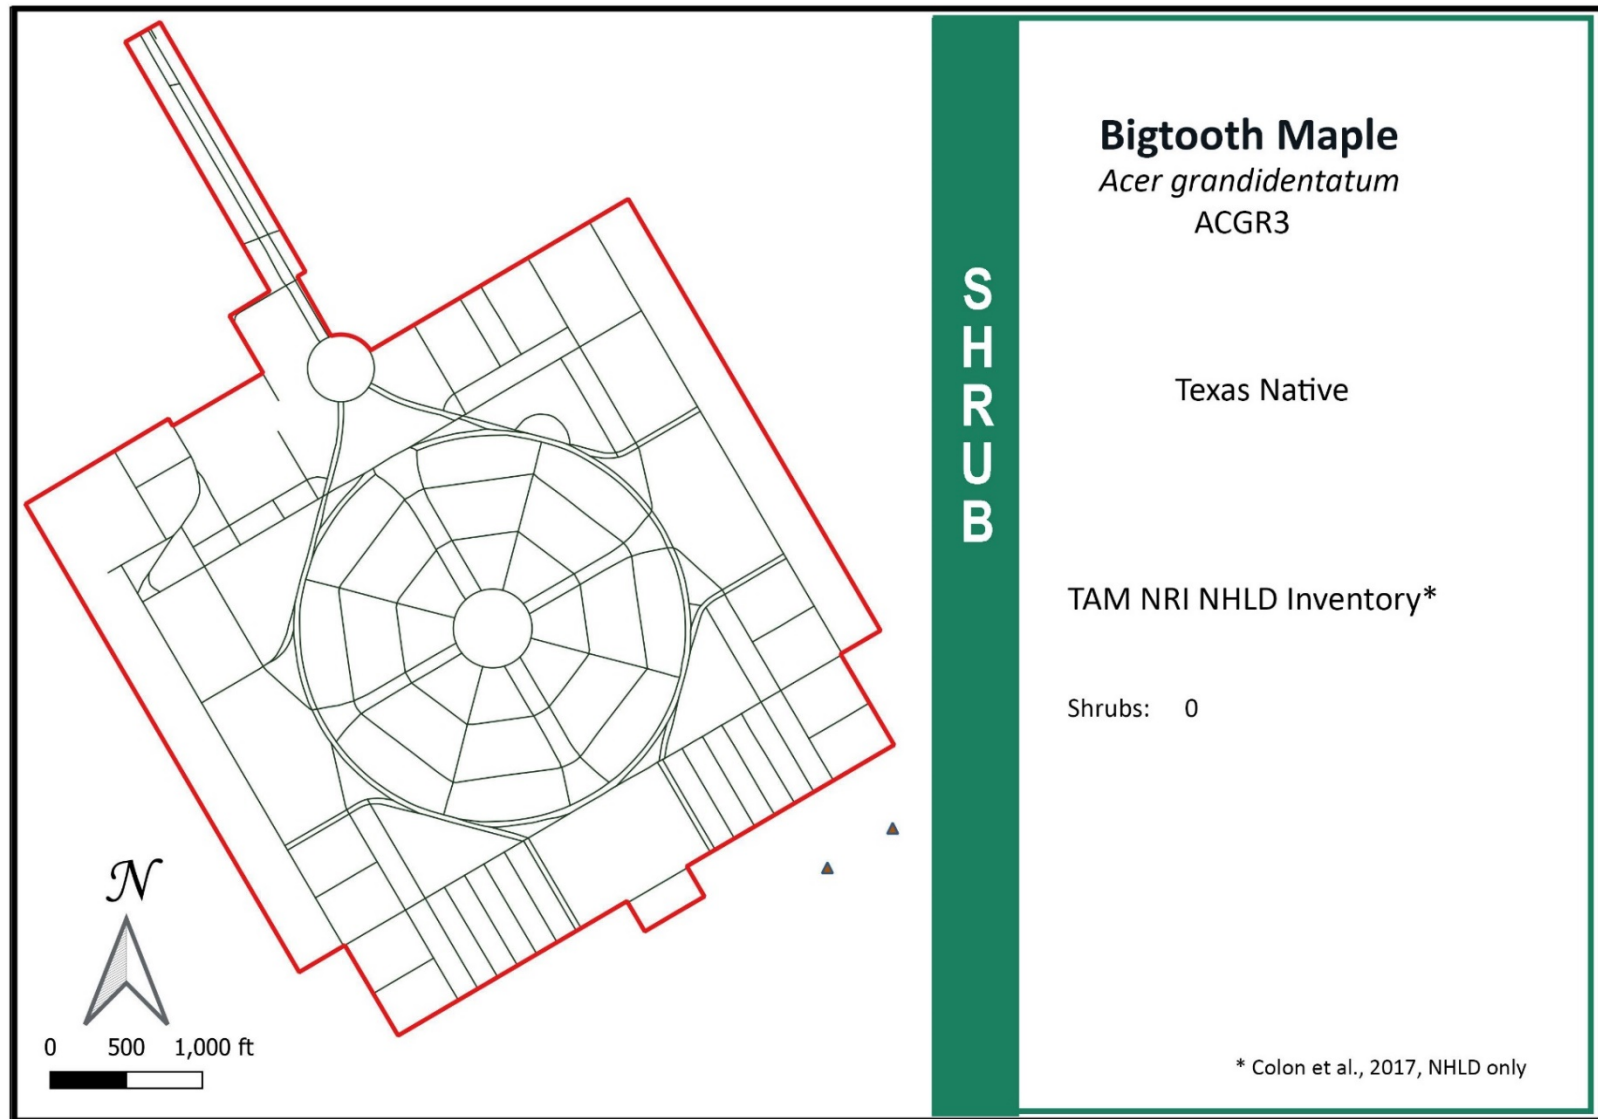 N
0 500 1,000 ft
SHRUB
Bigtooth Maple
Acer grandidentatum
ACGR3
Texas Native
TAM NRI NHLD Inventory*
Shrubs: 0
* Colon et al., 2017, NHLD only